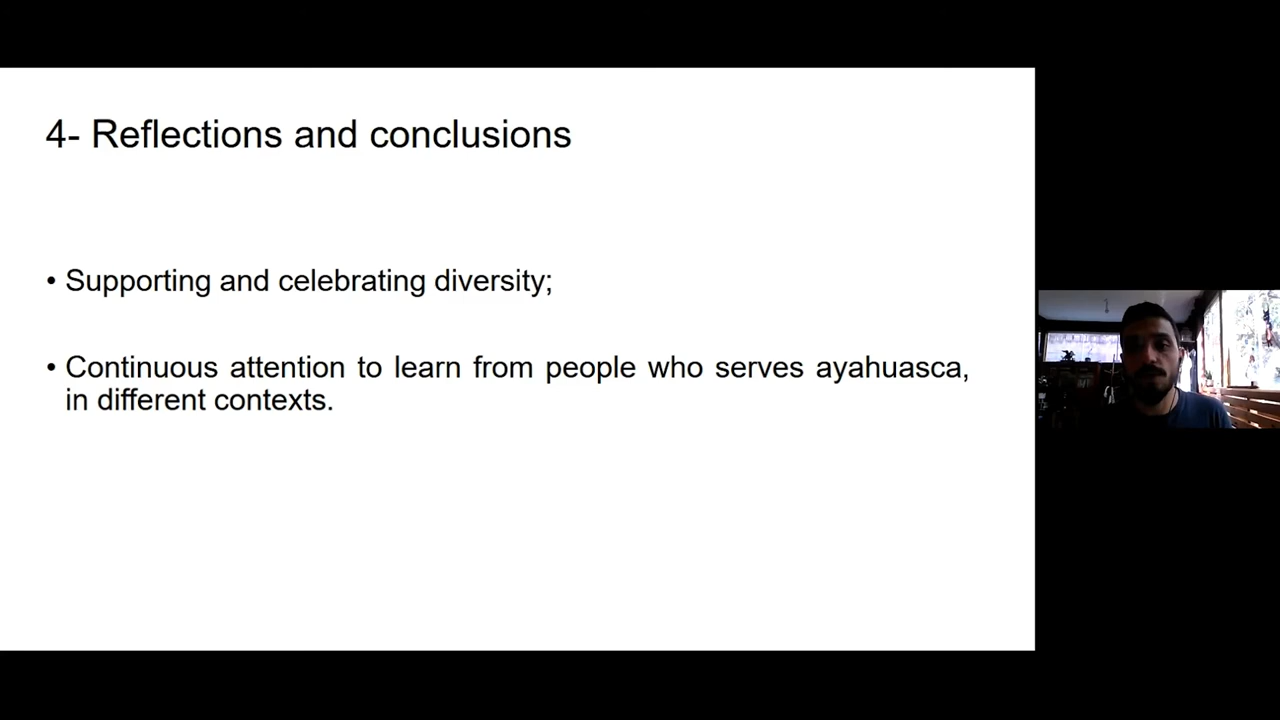 4- Reflections and conclusions
• Supporting and celebrating diversity;
• Continuous attention to learn from people who serves ayahuasca,
in different contexts.